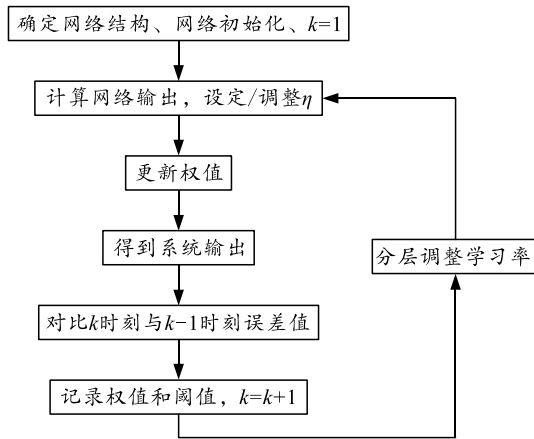 确定网络结构、网络初始化、k=1
计算网络输出，设定/调整η
更新权值
得到系统输出
分层调整学习率
对比k时刻与k-1时刻误差值
记录权值和阈值，k=k+1